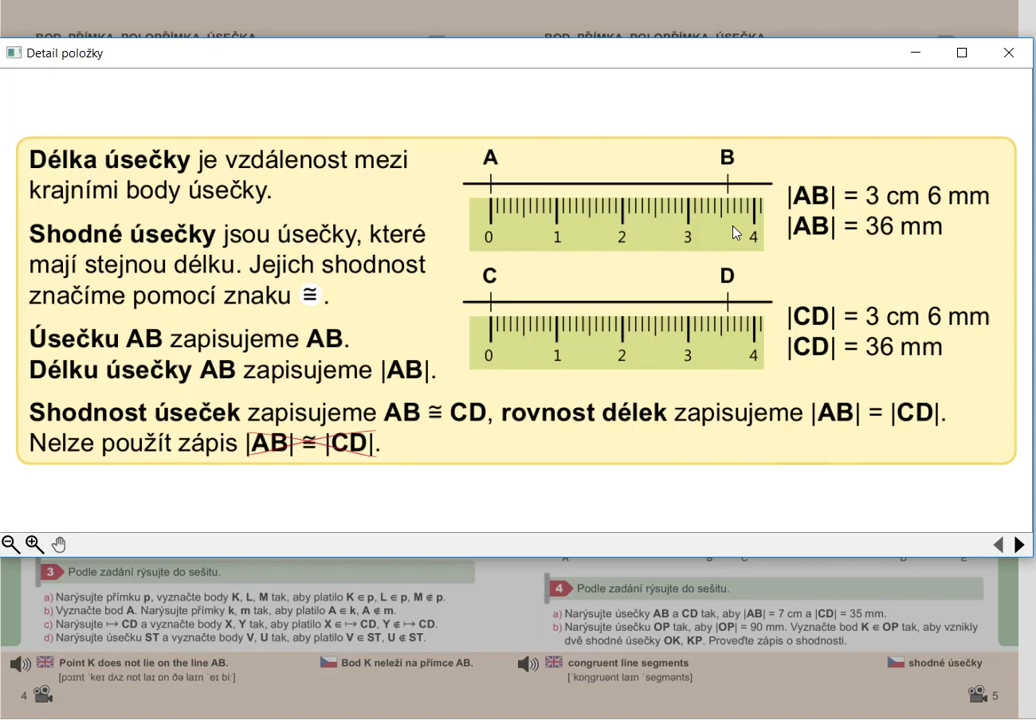 Detail položky
Délka úsečky je vzdálenost mezi
krajními body úsečky.
Shodné úsečky jsou úsečky, které
mají stejnou délku. Jejich shodnost
značíme pomocí znaku ≅.
Úsečku AB zapisujeme AB.
Délku úsečky AB zapisujeme |AB|.
A B
0 1 2 3 4
|AB| = 3 cm 6 mm
|AB| = 36 mm
C D
0 1 2 3 4
|CD| = 3 cm 6 mm
|CD| = 36 mm
Shodnost úseček zapisujeme AB ≅ CD, rovnost délek zapisujeme |AB| = |CD|.
Nelze použít zápis |AB| ≅ |CD|.
3 Podle zadání rýsujte do sešitu.
a) Narýsujte přímku p, vyznačte body K, L, M tak, aby platilo K ∈ p, L ∈ p, M ∉ p.
b) Vyznačte bod A. Narýsujte přímky k, m tak, aby platilo A ∈ k, A ∉ m.
c) Narýsujte ↦ CD a vyznačte body X, Y tak, aby platilo X ∈ ↦ CD, Y ∉ ↦ CD.
d) Narýsujte úsečku ST a vyznačte body V, U tak, aby platilo V ∈ ST, U ∉ ST.
Point K does not lie on the line AB.
Bod K neleží na přímce AB.
4
4 Podle zadání rýsujte do sešitu.
a) Narýsujte úsečky AB a CD tak, aby |AB| = 7 cm a |CD| = 35 mm.
b) Narýsujte úsečku OP tak, aby |OP| = 90 mm. Vyznačte bod K ∈ OP tak, aby vznikly
dvě shodné úsečky OK, KP. Proveďte zápis o shodnosti.
congruent line segments
shodné úsečky
5